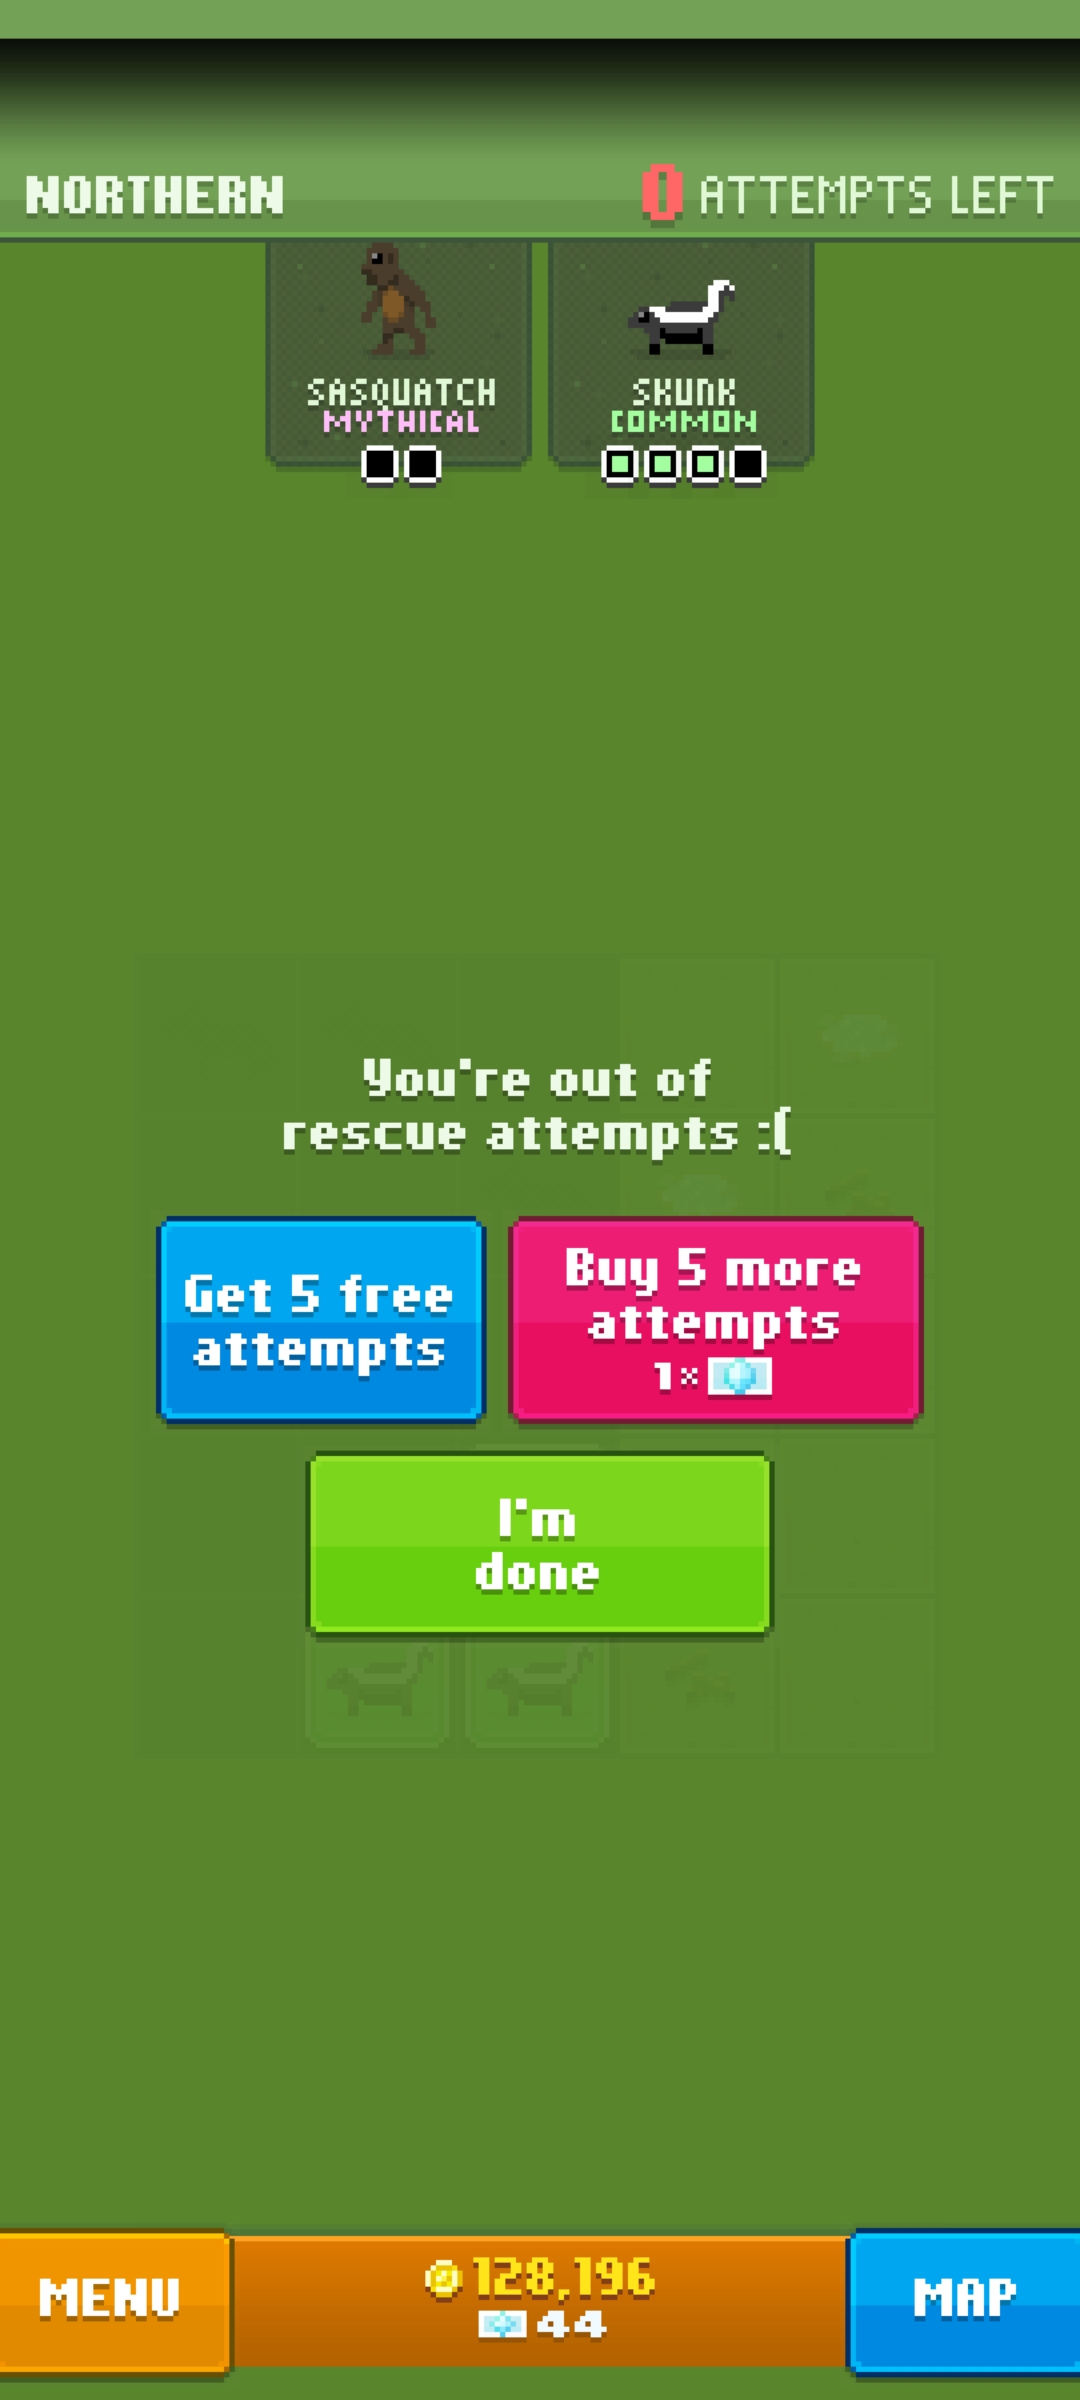 NORTHERN
0 ATTEMPTS LEFT
SASQUATCH
MYTHICAL
SKUNK
COMMON
You're out of
rescue attempts :(
Get 5 free
attempts
Buy 5 more
attempts
1×
I'm
done
MENU
128,196
44
MAP